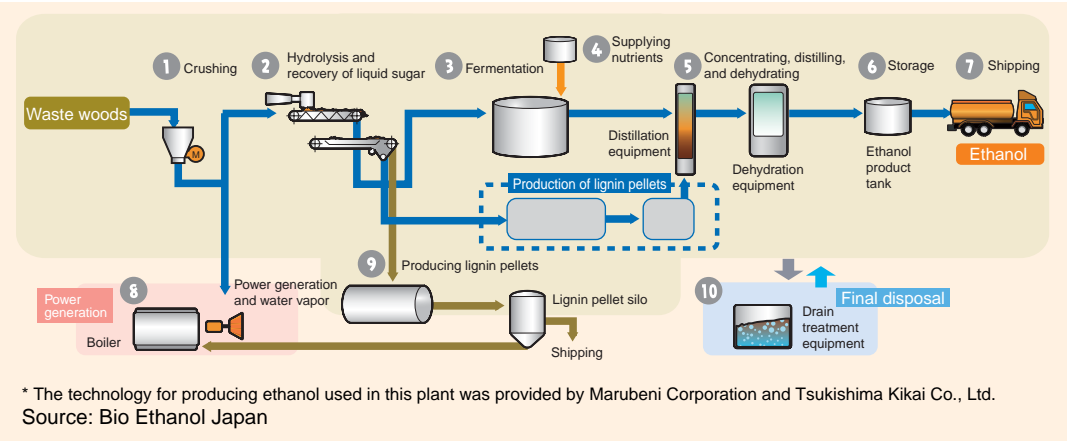 1 Crushing
2 Hydrolysis and
recovery of liquid sugar
3 Fermentation
4 Supplying
nutrients
5 Concentrating, distilling,
and dehydrating
6 Storage
7 Shipping
Waste woods
M
Distillation
equipment
Dehydration
equipment
Ethanol
product
tank
Ethanol
Production of lignin pellets
9 Producing lignin pellets
8
Power
generation
Power generation
and water vapor
Boiler
Lignin pellet silo
Shipping
10
Final disposal
Drain
treatment
equipment
* The technology for producing ethanol used in this plant was provided by Marubeni Corporation and Tsukishima Kikai Co., Ltd.
Source: Bio Ethanol Japan